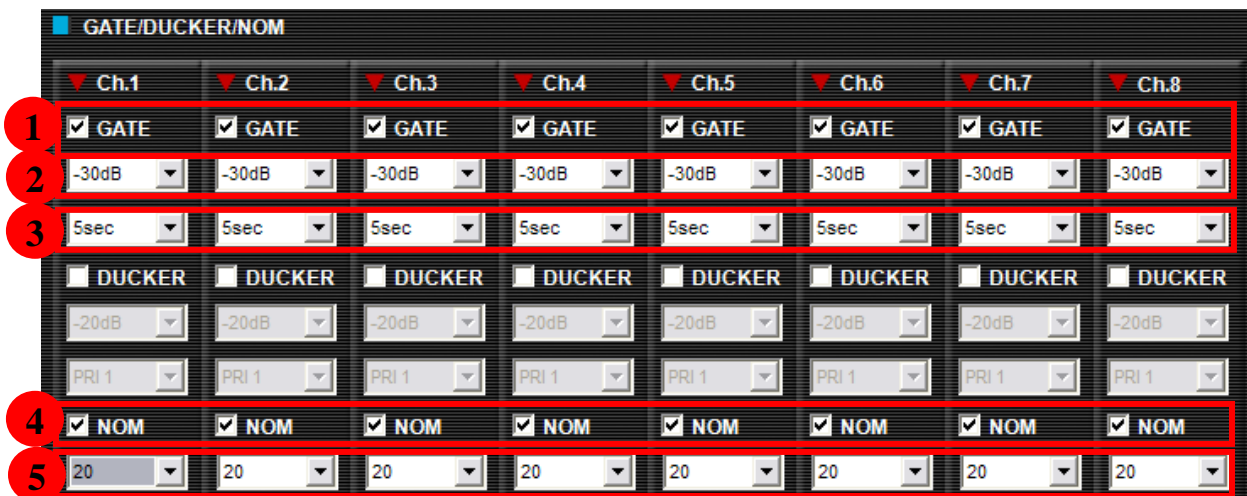 GATE/DUCKER/NOM
Ch.1 Ch.2 Ch.3 Ch.4 Ch.5 Ch.6 Ch.7 Ch.8
1 GATE GATE GATE GATE GATE GATE GATE GATE
2 -30dB -30dB -30dB -30dB -30dB -30dB -30dB -30dB
3 5sec 5sec 5sec 5sec 5sec 5sec 5sec 5sec
DUCKER DUCKER DUCKER DUCKER DUCKER DUCKER DUCKER DUCKER
-20dB -20dB -20dB -20dB -20dB -20dB -20dB -20dB
PRI 1 PRI 1 PRI 1 PRI 1 PRI 1 PRI 1 PRI 1 PRI 1
4 NOM NOM NOM NOM NOM NOM NOM NOM
5 20 20 20 20 20 20 20 20